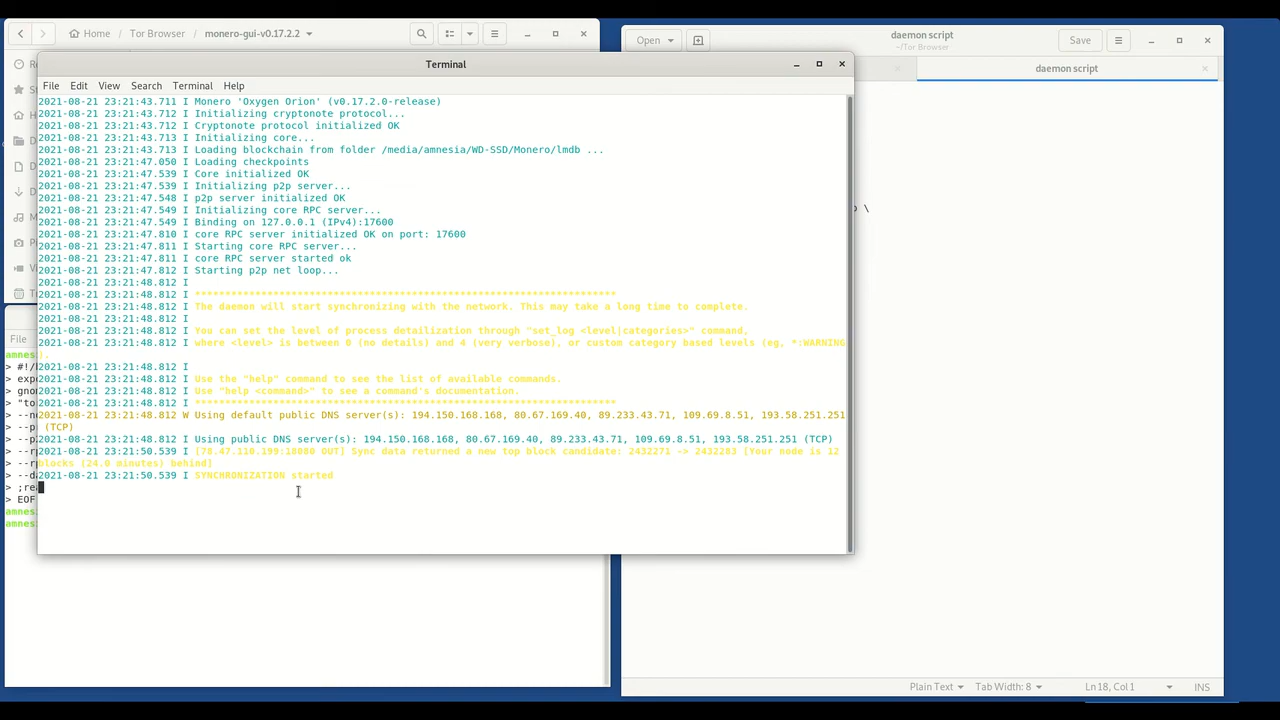 Home
Tor Browser
monero-gui-v0.17.2.2
Open
daemon script
~/Tor Browser
Save
daemon script
Terminal
File Edit View Search Terminal Help
2021-08-21 23:21:43.711 I Monero 'Oxygen Orion' (v0.17.2.0-release)
2021-08-21 23:21:43.712 I Initializing cryptonote protocol...
2021-08-21 23:21:43.712 I Cryptonote protocol initialized OK
2021-08-21 23:21:43.713 I Initializing core...
2021-08-21 23:21:43.713 I Loading blockchain from folder /media/amnesia/WD-SSD/Monero/lmdb ...
2021-08-21 23:21:47.050 I Loading checkpoints
2021-08-21 23:21:47.539 I Core initialized OK
2021-08-21 23:21:47.539 I Initializing p2p server...
2021-08-21 23:21:47.548 I p2p server initialized OK
2021-08-21 23:21:47.549 I Initializing core RPC server...
2021-08-21 23:21:47.549 I Binding on 127.0.0.1 (IPv4):17600
2021-08-21 23:21:47.810 I core RPC server initialized OK on port: 17600
2021-08-21 23:21:47.811 I Starting core RPC server...
2021-08-21 23:21:47.811 I core RPC server started ok
2021-08-21 23:21:47.812 I Starting p2p net loop...
2021-08-21 23:21:48.812 I
2021-08-21 23:21:48.812 I **********************************************************************
2021-08-21 23:21:48.812 I The daemon will start synchronizing with the network. This may take a long time to complete.
2021-08-21 23:21:48.812 I
2021-08-21 23:21:48.812 I You can set the level of process detailization through "set_log <level|categories>" command,
2021-08-21 23:21:48.812 I where <level> is between 0 (no details) and 4 (very verbose), or custom category based levels (eg, *:WARNING
).
2021-08-21 23:21:48.812 I
2021-08-21 23:21:48.812 I Use the "help" command to see the list of available commands.
2021-08-21 23:21:48.812 I Use "help <command>" to see a command's documentation.
2021-08-21 23:21:48.812 I **********************************************************************
2021-08-21 23:21:48.812 W Using default public DNS server(s): 194.150.168.168, 80.67.169.40, 89.233.43.71, 109.69.8.51, 193.58.251.251
(TCP)
2021-08-21 23:21:48.812 I Using public DNS server(s): 194.150.168.168, 80.67.169.40, 89.233.43.71, 109.69.8.51, 193.58.251.251 (TCP)
2021-08-21 23:21:50.539 I [78.47.110.199:18080 OUT] Sync data returned a new top block candidate: 2432271 -> 2432283 [Your node is 12
blocks (24.0 minutes) behind]
2021-08-21 23:21:50.539 I SYNCHRONIZATION started
\
File
amnes
> #!/
> exp
> gno
> "to
> --n
> --p
> --p
> --r
> --r
> --d
> ;re
> EOF
amnes
amnes
Plain Text
Tab Width: 8
Ln 18, Col 1
INS